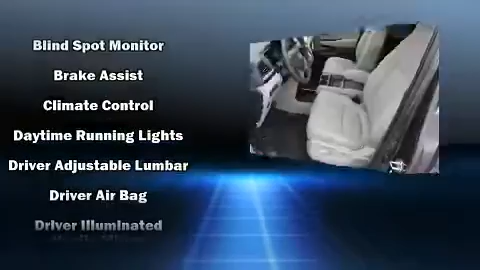 Blind Spot Monitor
Brake Assist
Climate Control
Daytime Running Lights
Driver Adjustable Lumbar
Driver Air Bag
Driver Illuminated